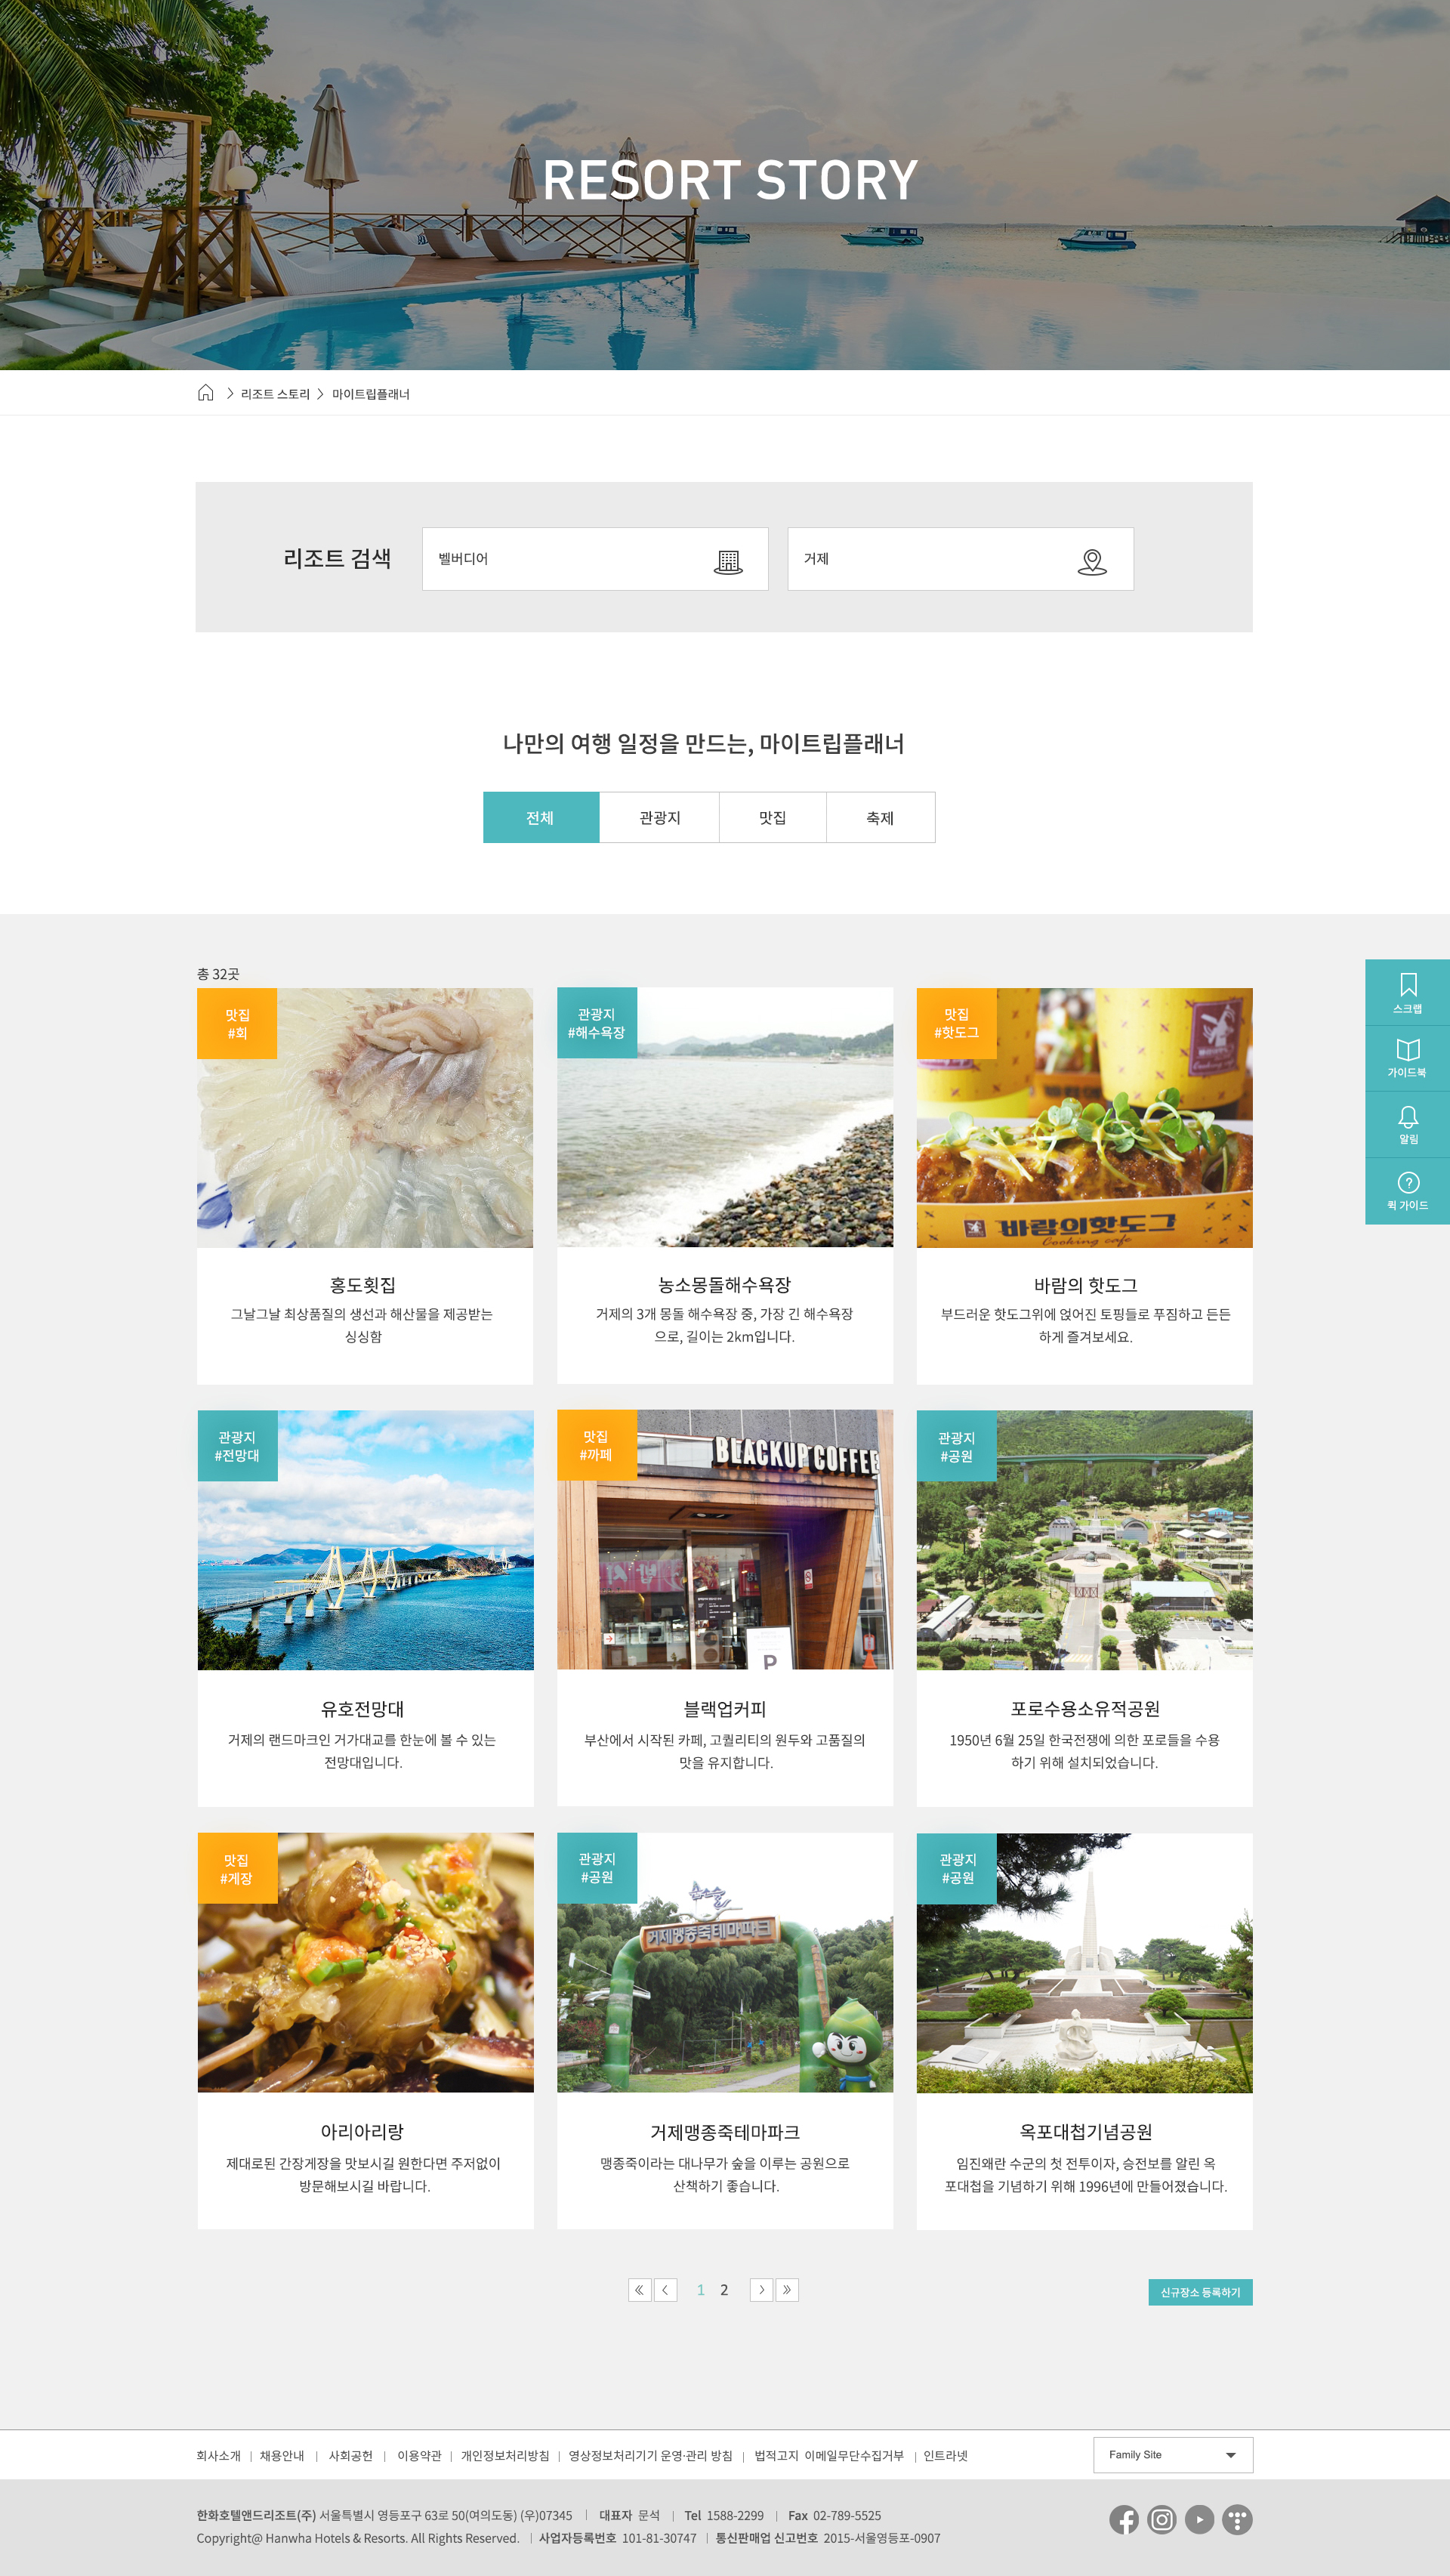 RESORT STORY
리조트 스토리
마이트립플래너
리조트 검색
벨버디어
거제
나만의 여행 일정을 만드는, 마이트립플래너
전체
관광지
맛집
축제
총 32곳
스크랩
가이드북
알림
퀵 가이드
맛집
#회
홍도횟집
그날그날 최상품질의 생선과 해산물을 제공받는
싱싱함
관광지
#해수욕장
농소몽돌해수욕장
거제의 3개 몽돌 해수욕장 중, 가장 긴 해수욕장
으로, 길이는 2km입니다.
맛집
#핫도그
바람의핫도그
Cooking cafe
바람의 핫도그
부드러운 핫도그위에 얹어진 토핑들로 푸짐하고 든든
하게 즐겨보세요.
관광지
#전망대
유호전망대
거제의 랜드마크인 거가대교를 한눈에 볼 수 있는
전망대입니다.
맛집
#까페
BLACKUP COFFEE
P
블랙업커피
부산에서 시작된 카페, 고퀄리티의 원두와 고품질의
맛을 유지합니다.
관광지
#공원
포로수용소유적공원
1950년 6월 25일 한국전쟁에 의한 포로들을 수용
하기 위해 설치되었습니다.
맛집
#게장
아리아리랑
제대로된 간장게장을 맛보시길 원한다면 주저없이
방문해보시길 바랍니다.
관광지
#공원
거제맹종죽테마파크
거제맹종죽테마파크
맹종죽이라는 대나무가 숲을 이루는 공원으로
산책하기 좋습니다.
관광지
#공원
옥포대첩기념공원
임진왜란 수군의 첫 전투이자, 승전보를 알린 옥
포대첩을 기념하기 위해 1996년에 만들어졌습니다.
1 2
신규장소 등록하기
회사소개 | 채용안내 | 사회공헌 | 이용약관 | 개인정보처리방침 | 영상정보처리기기 운영·관리 방침 | 법적고지 이메일무단수집거부 | 인트라넷
Family Site
한화호텔앤드리조트(주) 서울특별시 영등포구 63로 50(여의도동) (우)07345 | 대표자 문석 | Tel 1588-2299 | Fax 02-789-5525
Copyright@ Hanwha Hotels & Resorts. All Rights Reserved. | 사업자등록번호 101-81-30747 | 통신판매업 신고번호 2015-서울영등포-0907